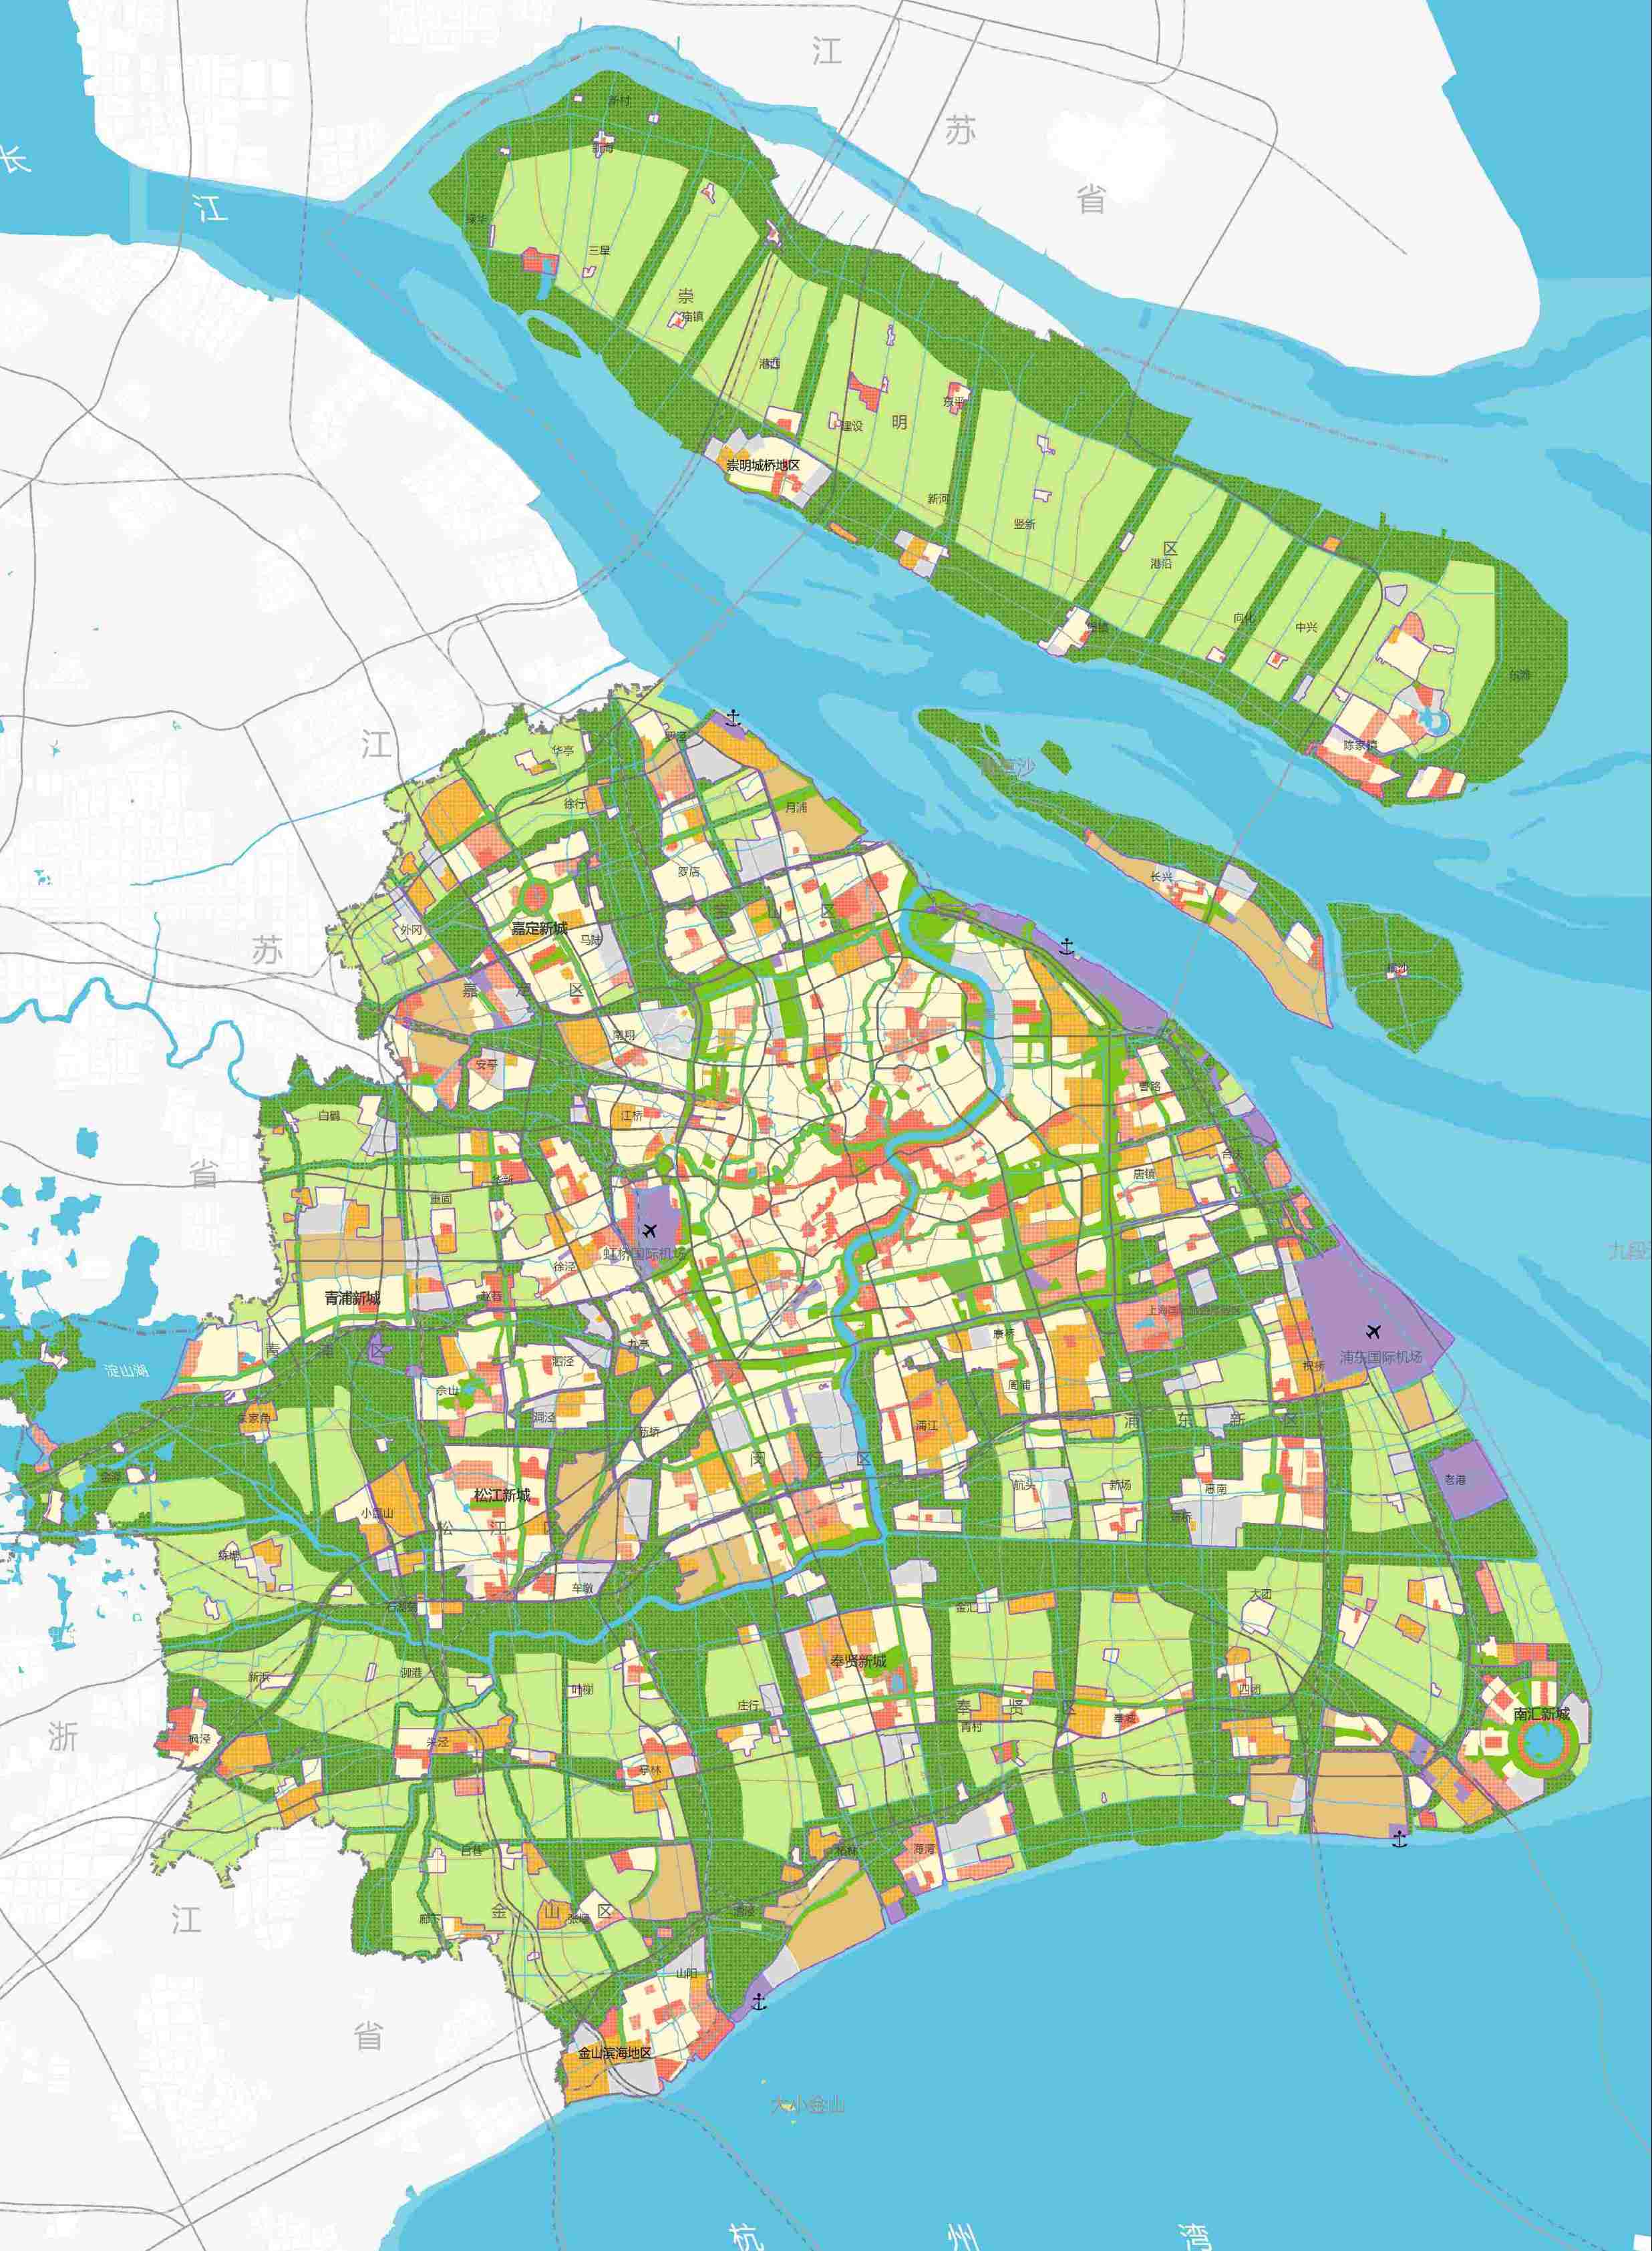 江
苏
省
长
江
新村
新海
绿华
三星
崇
庙镇
港西
东平
明
建设
崇明城桥地区
新河
竖新
区
港沿
向化
中兴
东滩
陈家镇
江
华亭
罗泾
徐行
月浦
长兴
罗店
宝 山 区
外冈
嘉定新城
马陆
苏
横沙
嘉 定 区
南翔
安亭
曹路
白鹤
江桥
合庆
省
唐镇
重固
华新
虹桥国际机场
徐泾
九段
青浦新城
赵巷
上海国际旅游度假区
康桥
九亭
青 浦 区
浦东国际机场
祝桥
淀山湖
泗泾
佘山
周浦
朱家角
洞泾
浦江
浦 东 新 区
新桥
闵 行 区
金泽
老港
航头
新场
惠南
松江新城
小昆山
宣桥
松 江 区
练塘
车墩
石湖荡
金汇
大团
奉贤新城
新浜
泖港
叶榭
四团
庄行
奉 贤 区
南汇新城
青村
奉城
浙
枫泾
朱泾
亭林
吕巷
柘林
海湾
江
廊下
金 山 区
张堰
漕泾
山阳
省
金山滨海地区
大小金山
杭 州 湾